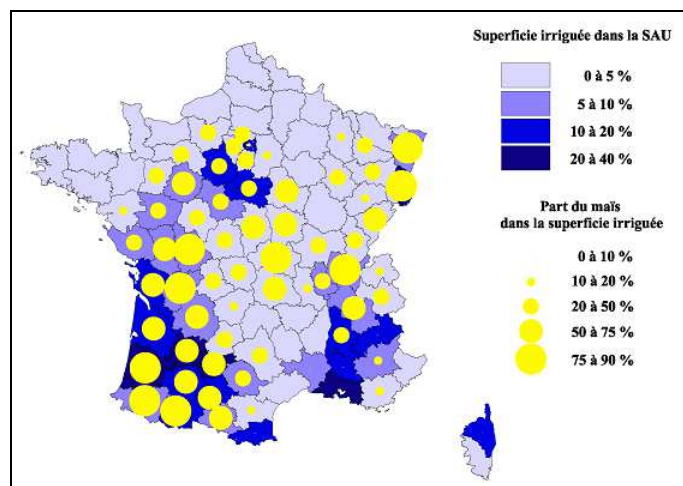 Superficie irriguée dans la SAU
0 à 5 %
5 à 10 %
10 à 20 %
20 à 40 %
Part du maïs
dans la superficie irriguée
0 à 10 %
10 à 20 %
20 à 50 %
50 à 75 %
75 à 90 %